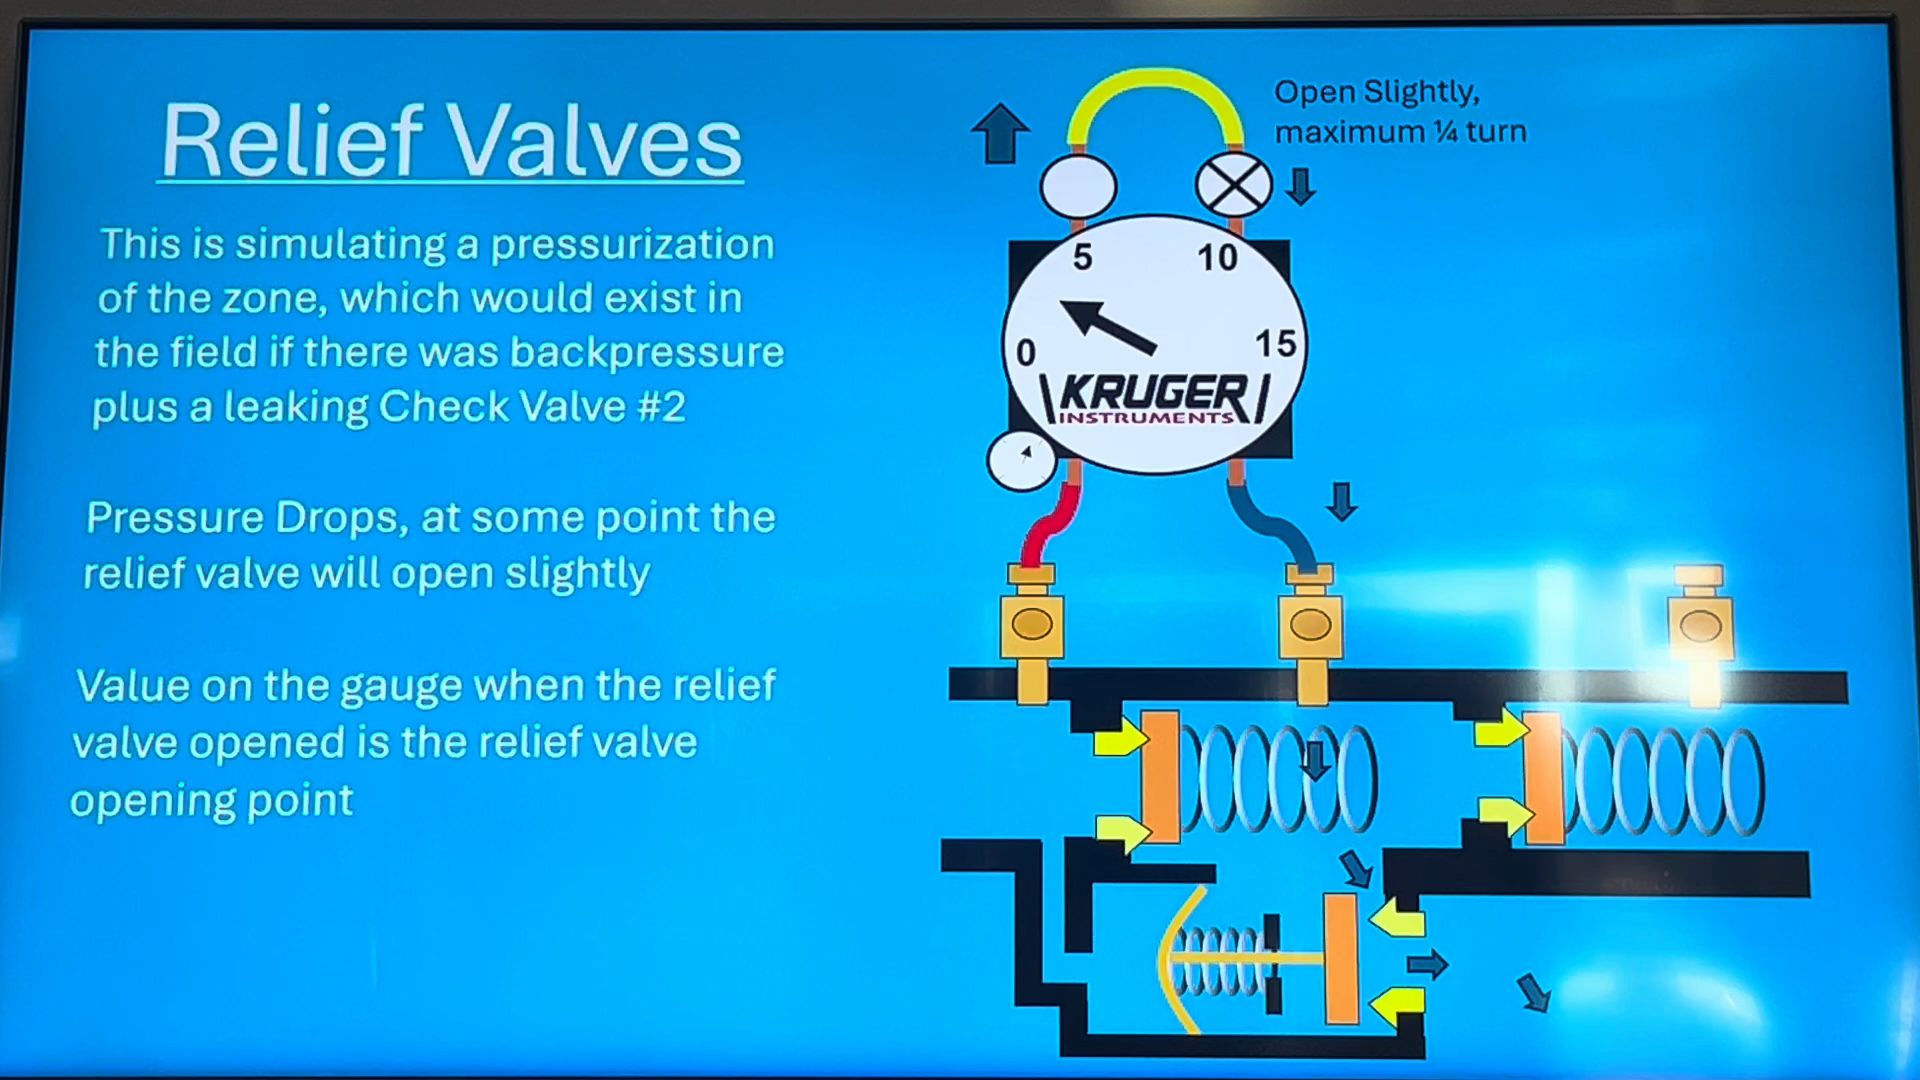 Relief Valves
This is simulating a pressurization
of the zone, which would exist in
the field if there was backpressure
plus a leaking Check Valve #2
Pressure Drops, at some point the
relief valve will open slightly
Value on the gauge when the relief
valve opened is the relief valve
opening point
Open Slightly,
maximum ¼ turn
5 10
0 15
KRUGER
INSTRUMENTS